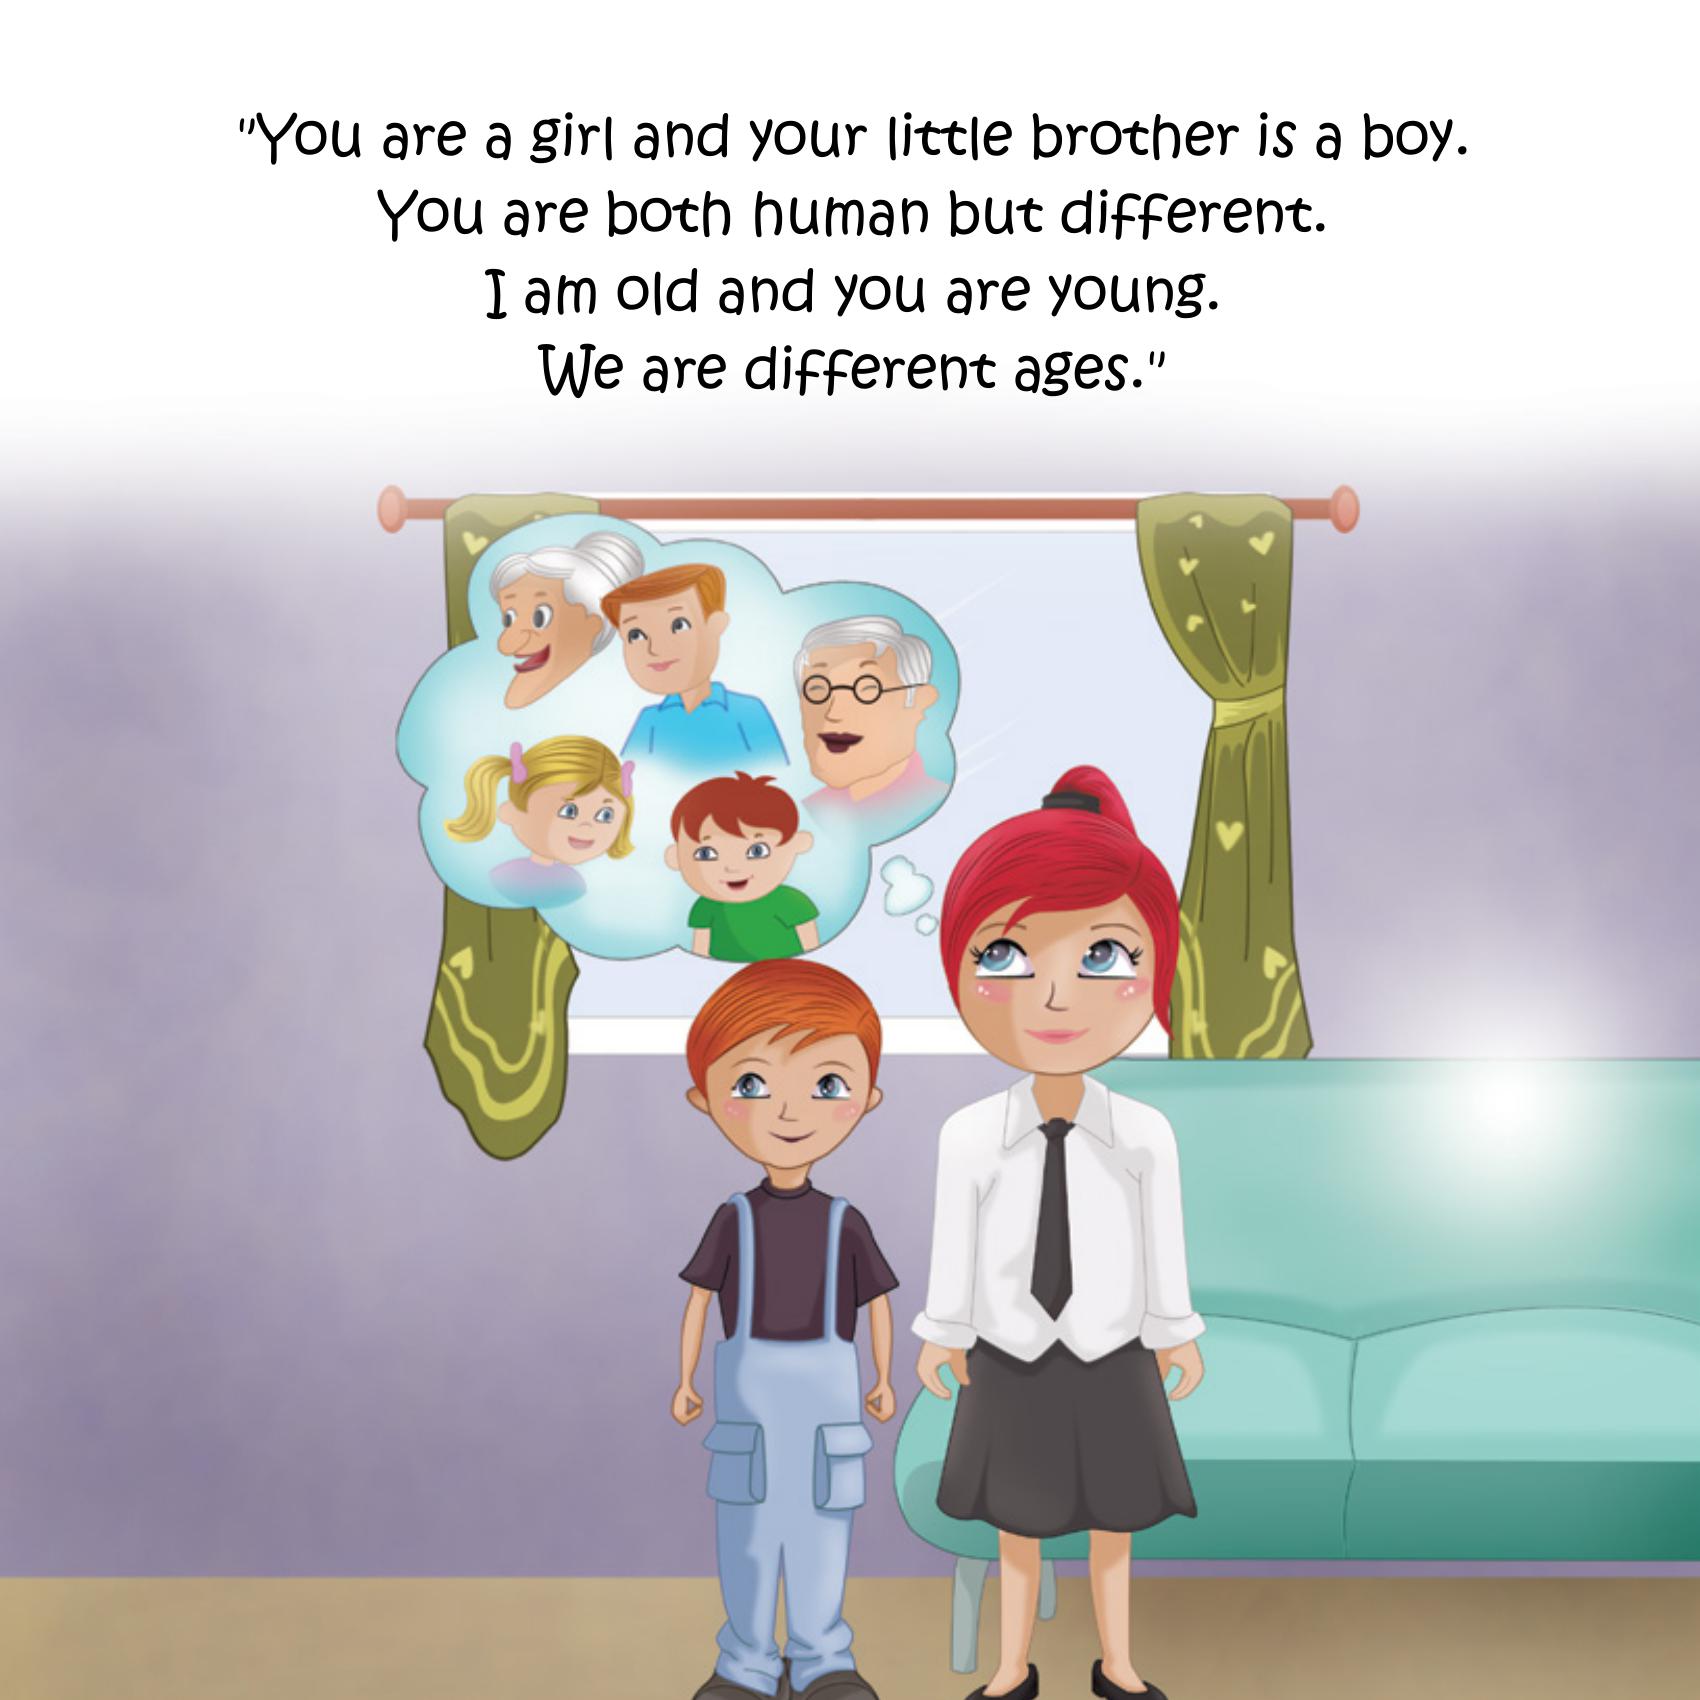 "You are a girl and your little brother is a boy.
You are both human but different.
I am old and you are young.
We are different ages."